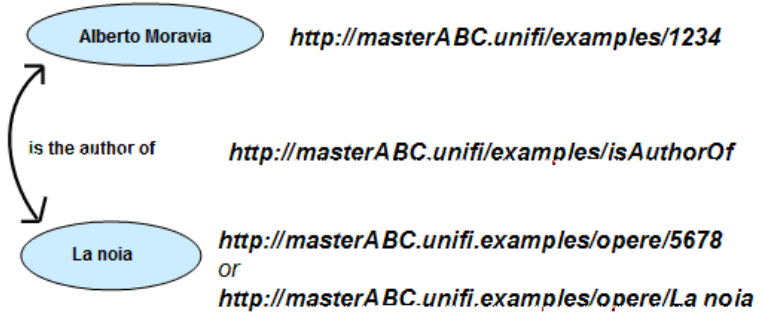 Alberto Moravia http://masterABC.unifi/examples/1234
is the author of http://masterABC.unifi/examples/isAuthorOf
La noia http://masterABC.unifi.examples/opere/5678
or
http://masterABC.unifi.examples/opere/La noia